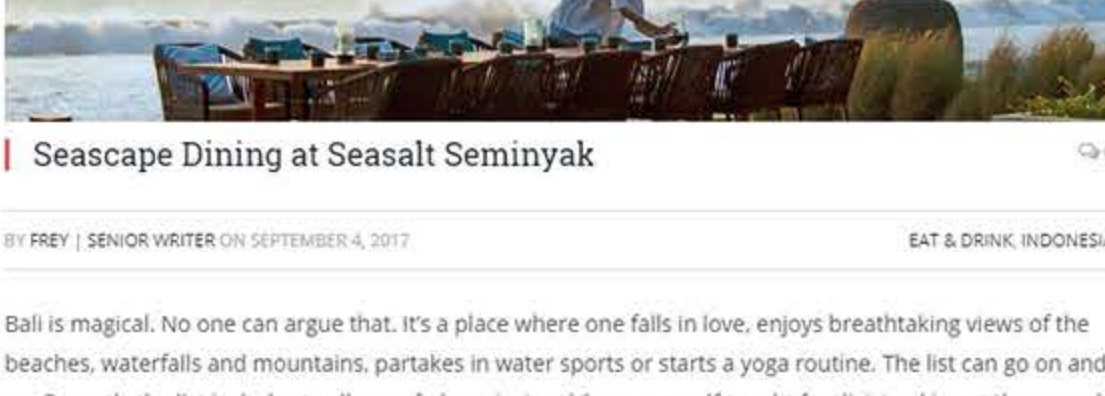 Seascape Dining at Seasalt Seminyak
BY FREY | SENIOR WRITER ON SEPTEMBER 4, 2017
EAT & DRINK, INDONESIA
Bali is magical. No one can argue that. It's a place where one falls in love, enjoys breathtaking views of the
beaches, waterfalls and mountains, partakes in water sports or starts a yoga routine. The list can go on and